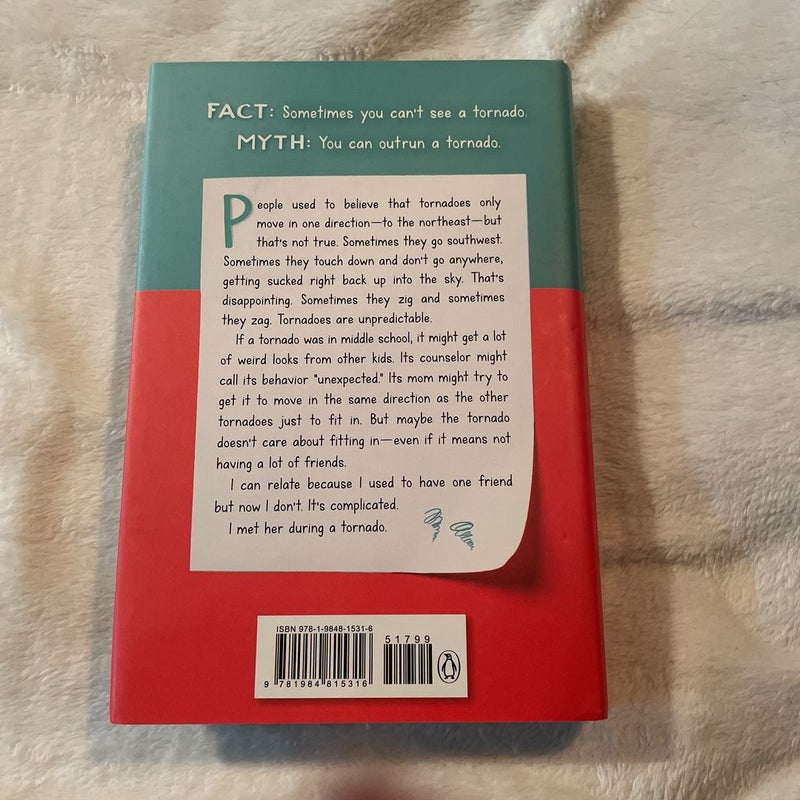 FACT: Sometimes you can't see a tornado.
MYTH: You can outrun a tornado.
People used to believe that tornadoes only
move in one direction—to the northeast—but
that's not true. Sometimes they go southwest.
Sometimes they touch down and don't go anywhere,
getting sucked right back up into the sky. That's
disappointing. Sometimes they zig and sometimes
they zag. Tornadoes are unpredictable.
If a tornado was in middle school, it might get a lot
of weird looks from other kids. Its counselor might
call its behavior "unexpected." Its mom might try to
get it to move in the same direction as the other
tornadoes just to fit in. But maybe the tornado
doesn't care about fitting in—even if it means not
having a lot of friends.
I can relate because I used to have one friend
but now I don't. It's complicated.
I met her during a tornado.
ISBN 978-1-9848-1531-6
51799
9 781984 815316